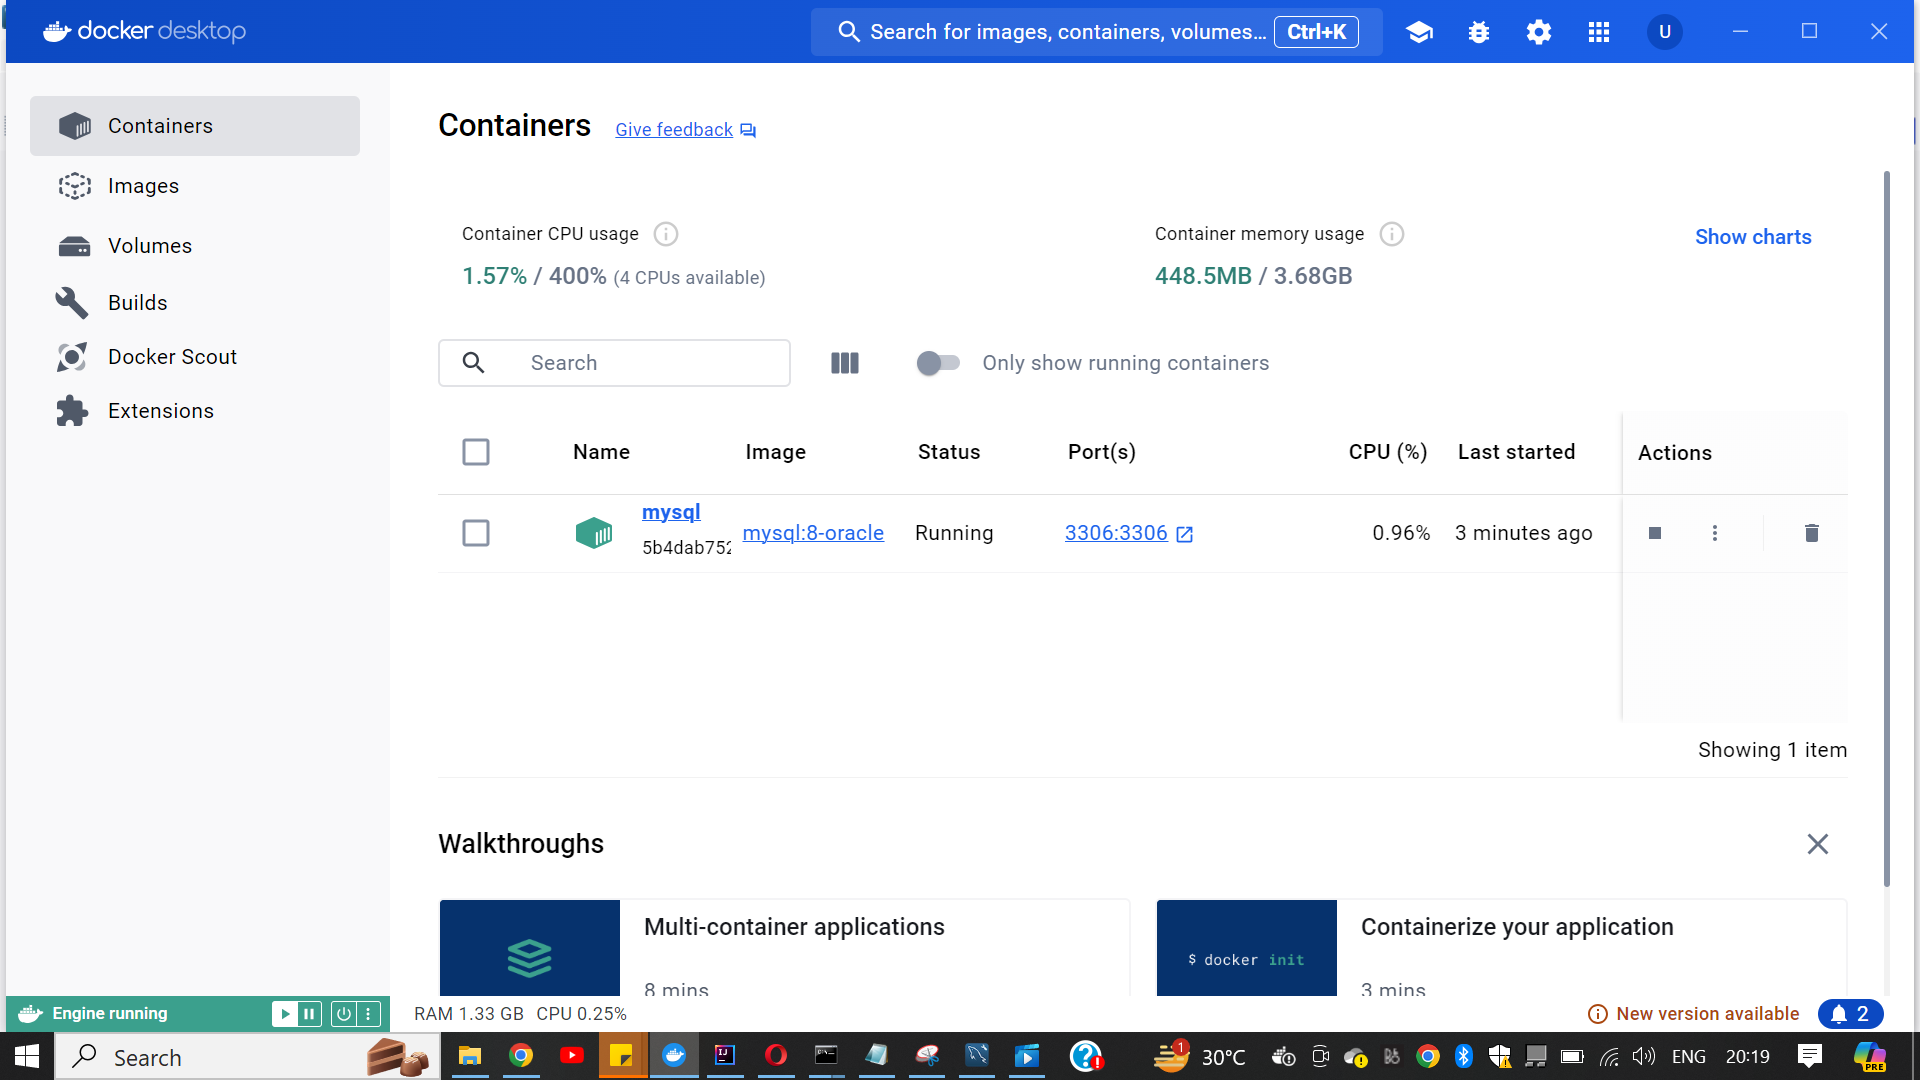 docker desktop
Search for images, containers, volumes... Ctrl+K
U
Containers
Images
Volumes
Builds
Docker Scout
Extensions
Containers Give feedback
Container CPU usage
1.57% / 400% (4 CPUs available)
Container memory usage
448.5MB / 3.68GB
Show charts
Search
Only show running containers
Name Image Status Port(s) CPU (%) Last started Actions
mysql
5b4dab752
mysql:8-oracle Running 3306:3306 0.96% 3 minutes ago
Showing 1 item
Walkthroughs
Multi-container applications
8 mins
$ docker init
Containerize your application
3 mins
Engine running
RAM 1.33 GB CPU 0.25%
New version available
2
Search
1
30°C
ENG
20:19
PRE